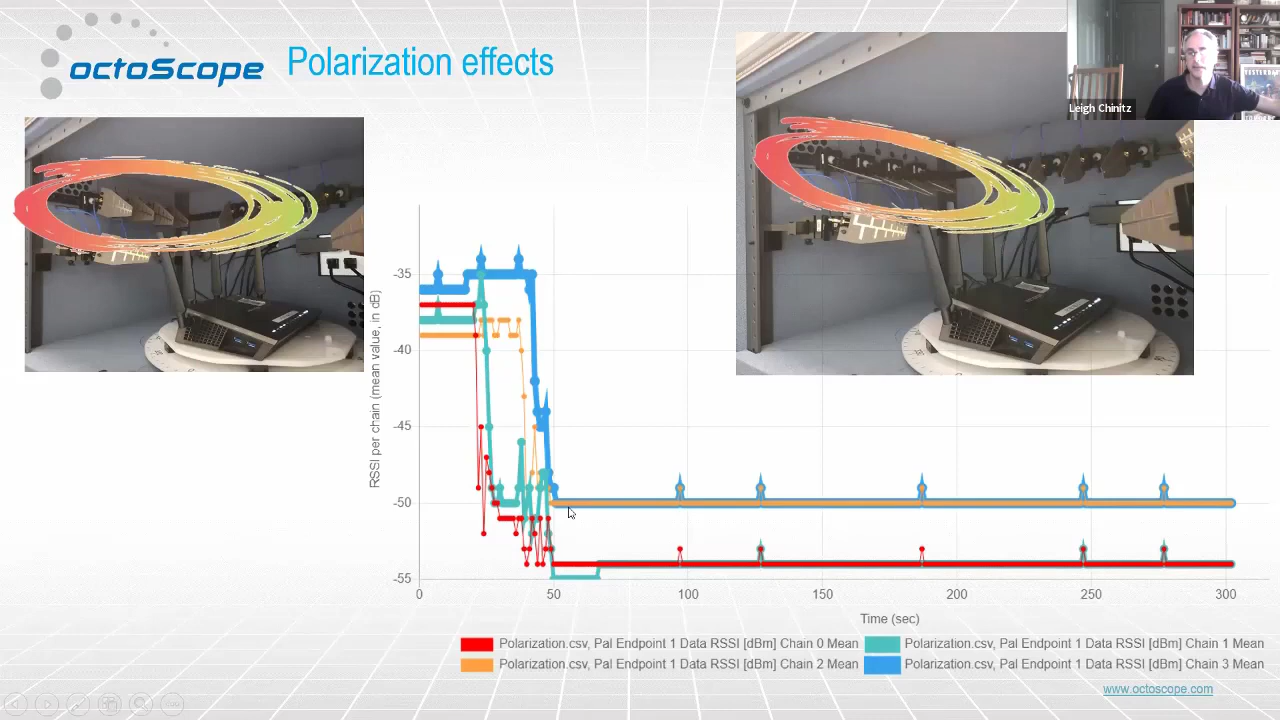 octoScope
Polarization effects
Leigh Chinitz
RSSI per chain (mean value, in dB)
-35
-40
-45
-50
-55
0
50
100
150
200
250
300
Time (sec)
Polarization.csv, Pal Endpoint 1 Data RSSI [dBm] Chain 0 Mean
Polarization.csv, Pal Endpoint 1 Data RSSI [dBm] Chain 1 Mean
Polarization.csv, Pal Endpoint 1 Data RSSI [dBm] Chain 2 Mean
Polarization.csv, Pal Endpoint 1 Data RSSI [dBm] Chain 3 Mean
www.octoscope.com